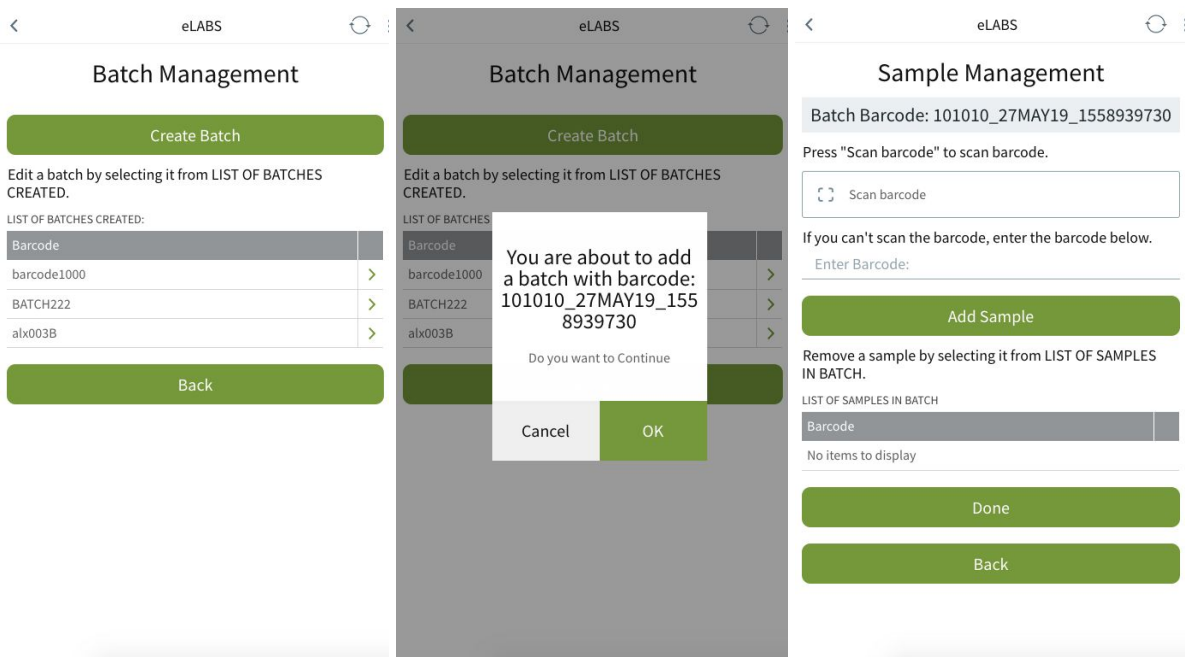 eLABS
Batch Management
Create Batch
Edit a batch by selecting it from LIST OF BATCHES
CREATED.
LIST OF BATCHES CREATED:
Barcode
barcode1000
BATCH222
alx003B
Back
eLABS
Batch Management
Create Batch
Edit a batch by selecting it from LIST OF BATCHES
CREATED.
LIST OF BATCHES
Barcode
barcode1000
BATCH222
alx003B
You are about to add
a batch with barcode:
101010_27MAY19_155
8939730
Do you want to Continue
Cancel
OK
eLABS
Sample Management
Batch Barcode: 101010_27MAY19_1558939730
Press "Scan barcode" to scan barcode.
Scan barcode
If you can't scan the barcode, enter the barcode below.
Enter Barcode:
Add Sample
Remove a sample by selecting it from LIST OF SAMPLES
IN BATCH.
LIST OF SAMPLES IN BATCH
Barcode
No items to display
Done
Back